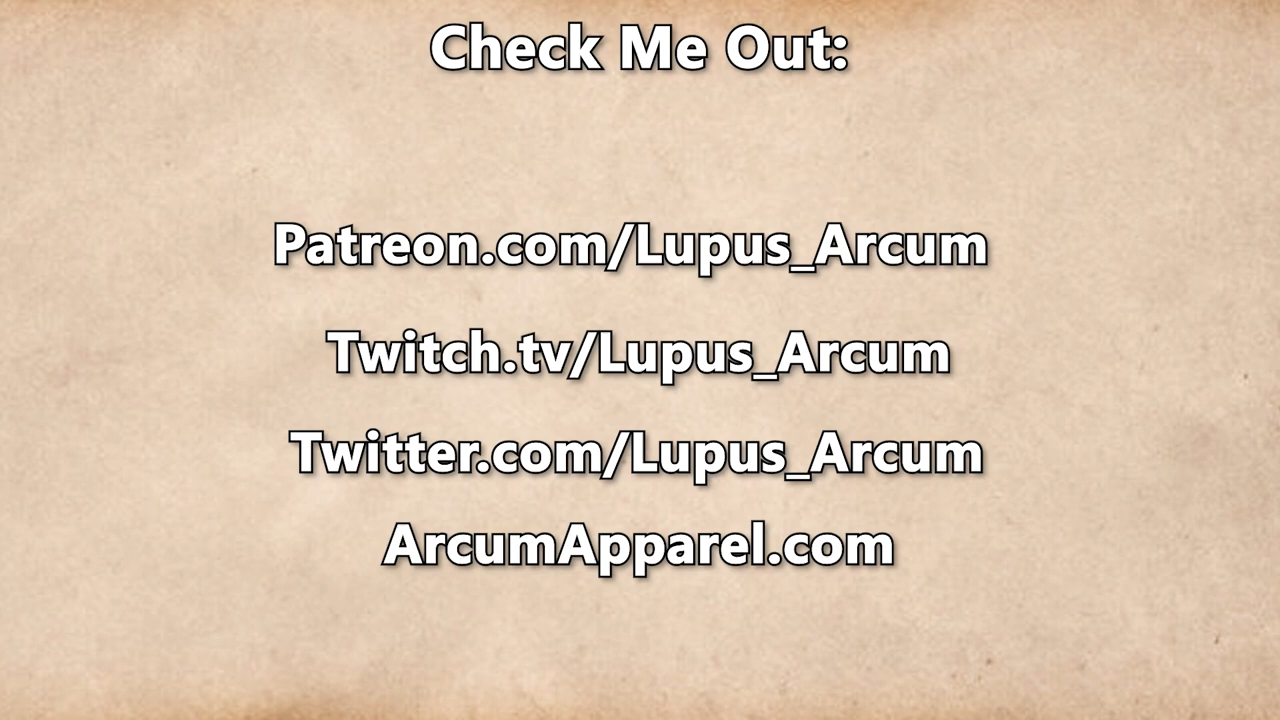 Check Me Out:
Patreon.com/Lupus_Arcum
Twitch.tv/Lupus_Arcum
Twitter.com/Lupus_Arcum
ArcumApparel.com